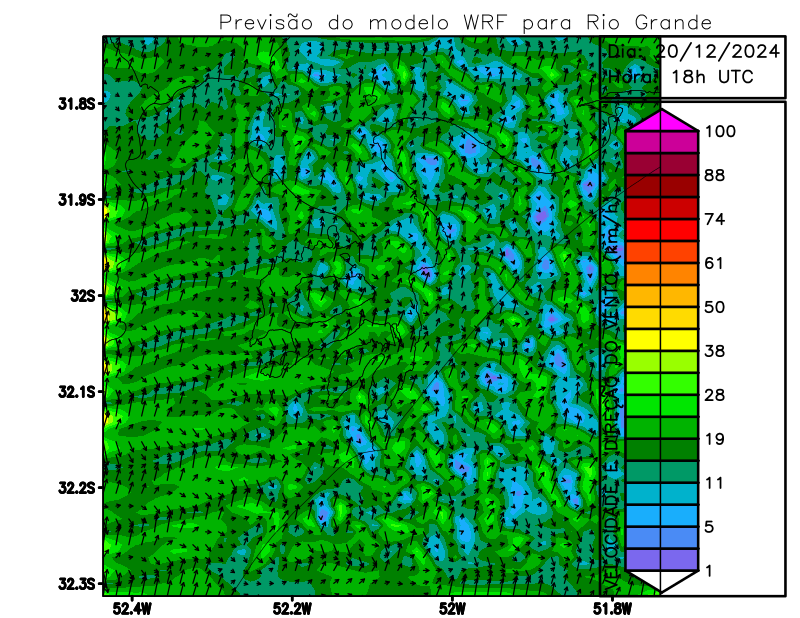 Previsão do modelo WRF para Rio Grande
Dia: 20/12/2024
Hora: 18h UTC
31.8S
31.9S
32S
32.1S
32.2S
32.3S
52.4W
52.2W
52W
51.8W
VELOCIDADE E DIREÇÃO DO VENTO (km/h)
100
88
74
61
50
38
28
19
11
5
1